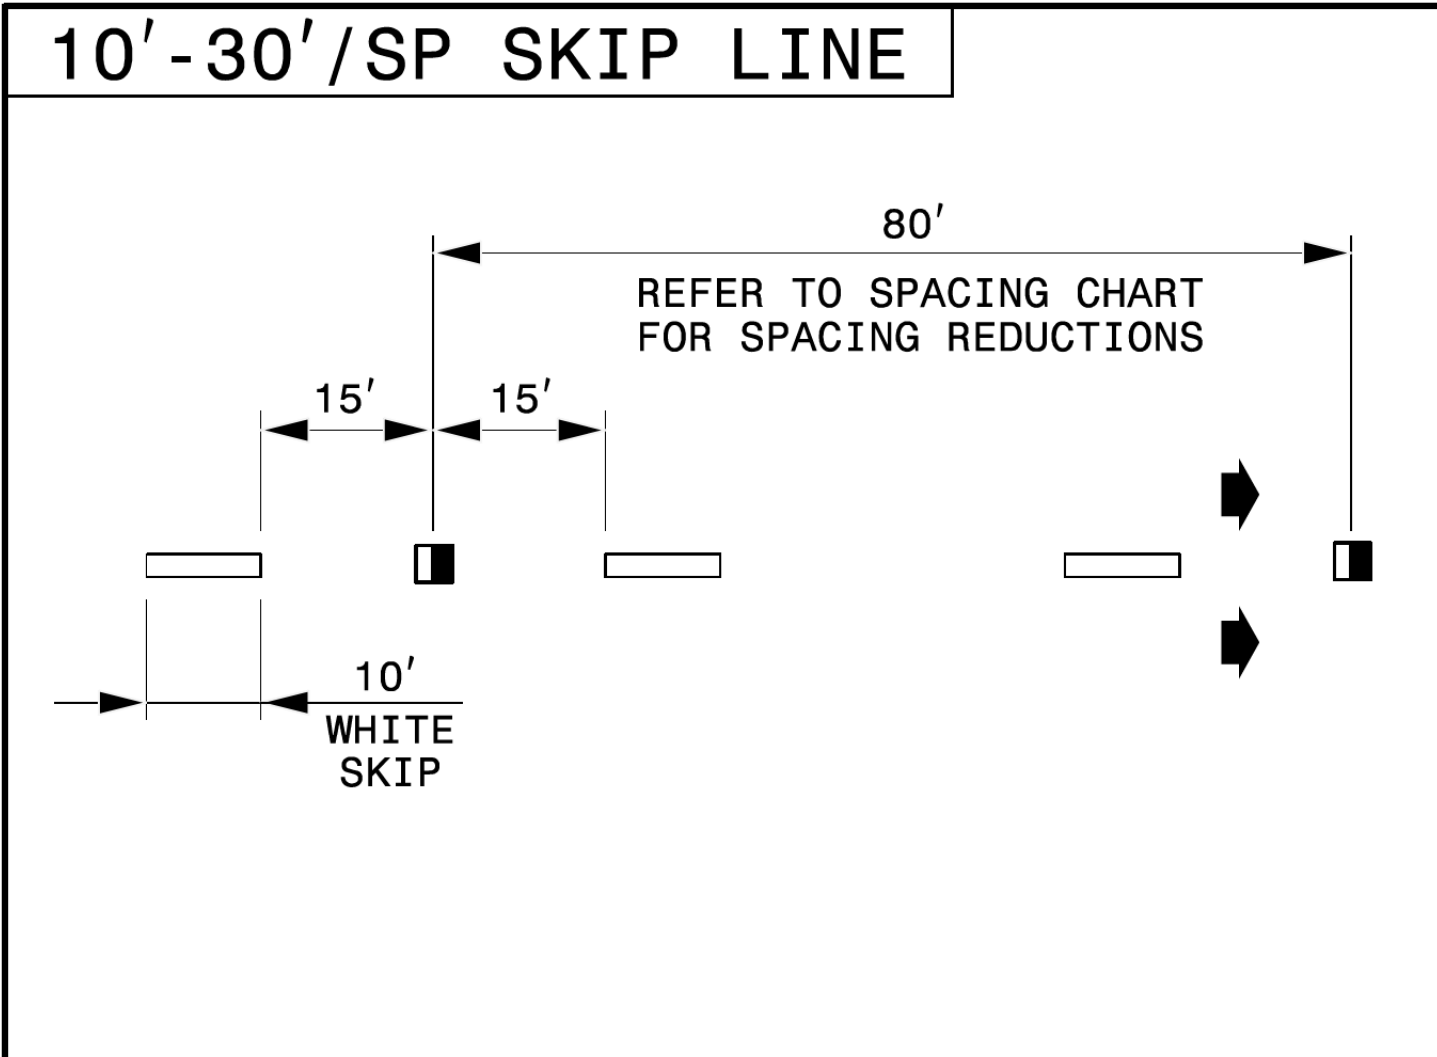 10'-30'/SP SKIP LINE
80'
REFER TO SPACING CHART
FOR SPACING REDUCTIONS
15'
15'
10'
WHITE
SKIP